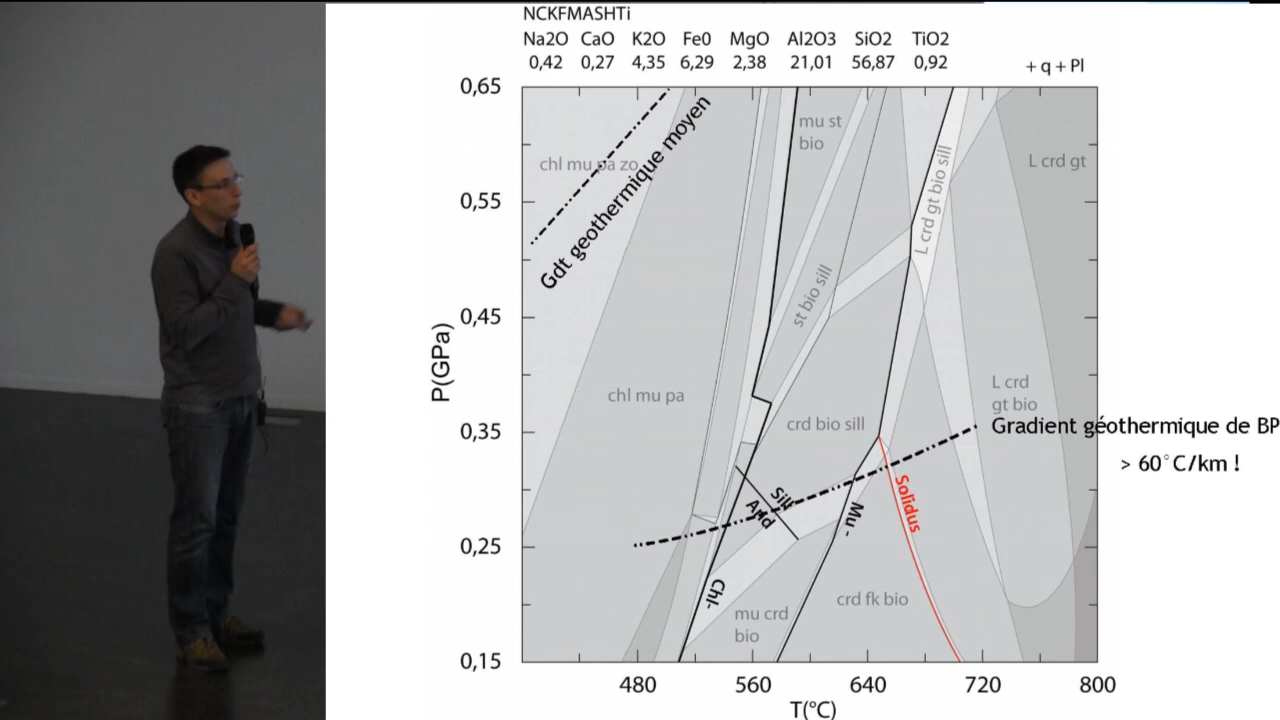 NCKFMASHTi
Na2O CaO K2O Fe0 MgO Al2O3 SiO2 TiO2
0,42 0,27 4,35 6,29 2,38 21,01 56,87 0,92 + q + Pl
0,65
0,55
0,45
0,35
0,25
0,15
P(GPa)
480 560 640 720 800
T(°C)
chl mu pa zo
Gdt geothermique moyen
mu st
bio
L crd gt bio sill
L crd gt
st bio sill
chl mu pa
crd bio sill
L crd
gt bio
Gradient géothermique de BP
> 60°C/km !
Sill
And
Mu -
Solidus
Chl-
mu crd
bio
crd fk bio